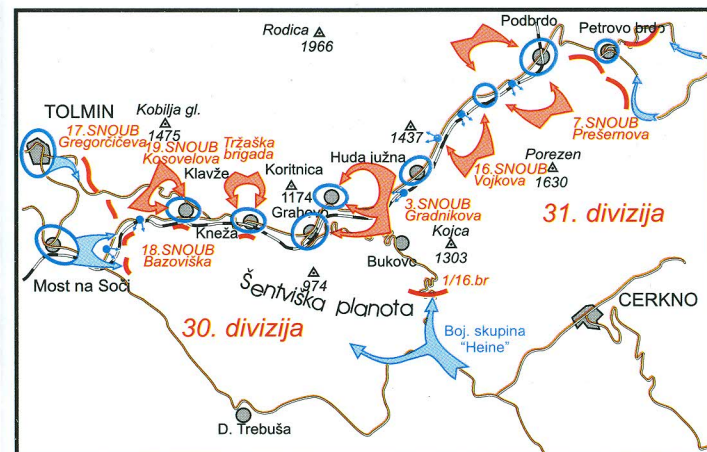 Rodica
1966
Podbrdo
Petrovo brdo
TOLMIN
Kobilja gl.
1475
17.SNOUB
Gregorčičeva
19.SNOUB
Kosovelova
Tržaška
brigada
Klavže
Koritnica
1174
Huda južna
1437
7.SNOUB
Prešernova
16.SNOUB
Vojkova
Porezen
1630
Grahovo
3.SNOUB
Gradnikova
31. divizija
Kneža
18.SNOUB
Bazoviška
Kojca
1303
Bukovo
Most na Soči
974
Šentviška planota
1/16.br
30. divizija
CERKNO
Boj. skupina
"Heine"
D. Trebuša